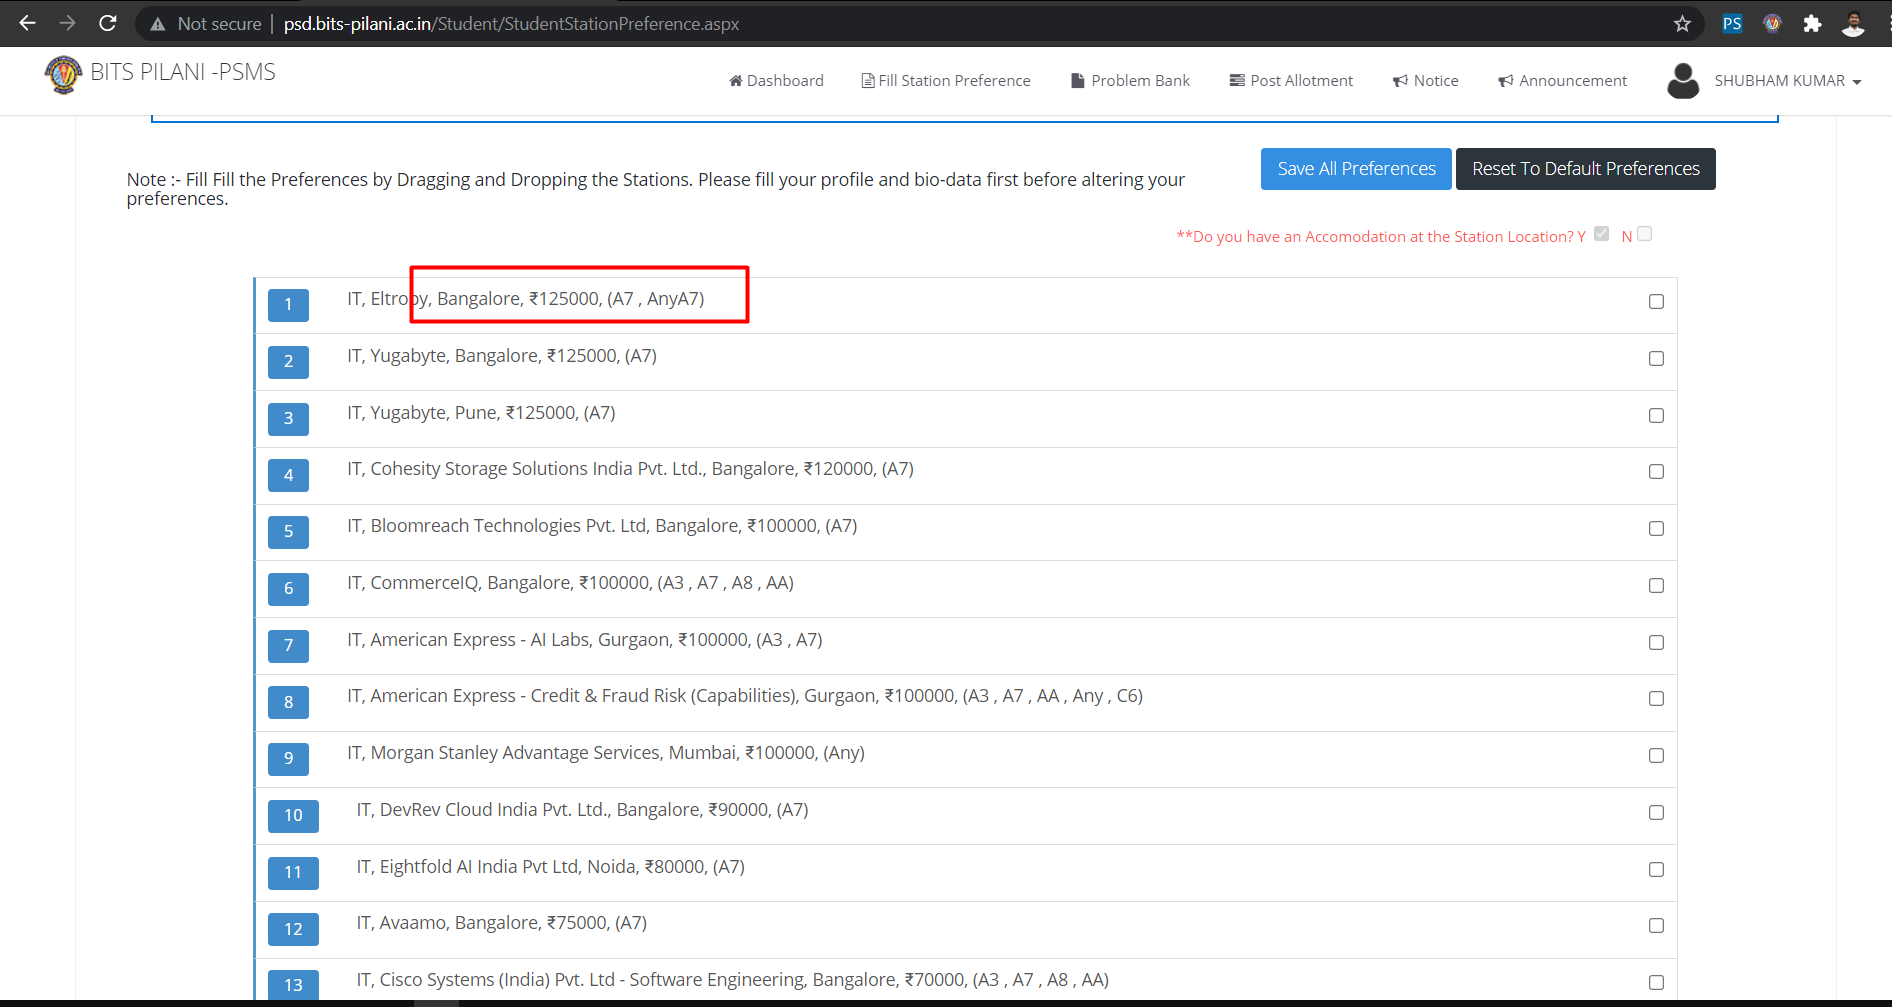 Not secure | psd.bits-pilani.ac.in/Student/StudentStationPreference.aspx
PS
BITS PILANI -PSMS
Dashboard Fill Station Preference Problem Bank Post Allotment Notice Announcement SHUBHAM KUMAR
Note :- Fill Fill the Preferences by Dragging and Dropping the Stations. Please fill your profile and bio-data first before altering your
preferences.
Save All Preferences Reset To Default Preferences
**Do you have an Accomodation at the Station Location? Y N
1 IT, Eltropy, Bangalore, ₹125000, (A7 , AnyA7)
2 IT, Yugabyte, Bangalore, ₹125000, (A7)
3 IT, Yugabyte, Pune, ₹125000, (A7)
4 IT, Cohesity Storage Solutions India Pvt. Ltd., Bangalore, ₹120000, (A7)
5 IT, Bloomreach Technologies Pvt. Ltd, Bangalore, ₹100000, (A7)
6 IT, CommerceIQ, Bangalore, ₹100000, (A3 , A7 , A8 , AA)
7 IT, American Express - AI Labs, Gurgaon, ₹100000, (A3 , A7)
8 IT, American Express - Credit & Fraud Risk (Capabilities), Gurgaon, ₹100000, (A3 , A7 , AA , Any , C6)
9 IT, Morgan Stanley Advantage Services, Mumbai, ₹100000, (Any)
10 IT, DevRev Cloud India Pvt. Ltd., Bangalore, ₹90000, (A7)
11 IT, Eightfold AI India Pvt Ltd, Noida, ₹80000, (A7)
12 IT, Avaamo, Bangalore, ₹75000, (A7)
13 IT, Cisco Systems (India) Pvt. Ltd - Software Engineering, Bangalore, ₹70000, (A3 , A7 , A8 , AA)